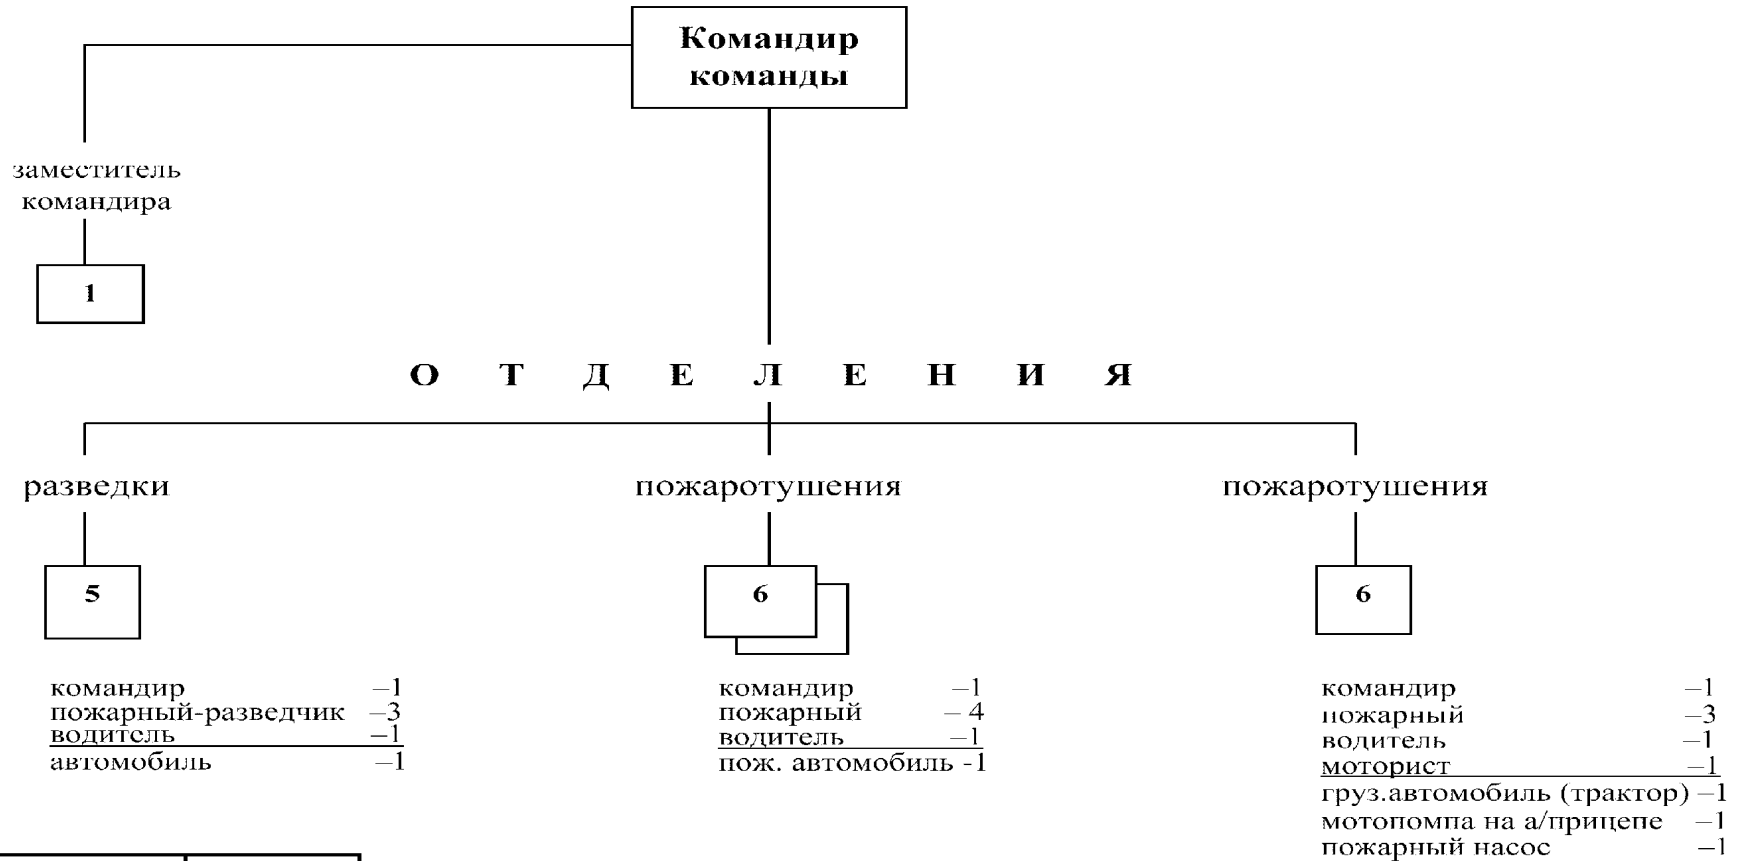 Командир
команды
заместитель
командира
1
ОТДЕЛЕНИЯ
разведки
5
командир –1
пожарный-разведчик –3
водитель –1
автомобиль –1
пожаротушения
6
командир –1
пожарный – 4
водитель –1
пож. автомобиль -1
пожаротушения
6
командир –1
пожарный –3
водитель –1
моторист –1
груз.автомобиль (трактор) –1
мотопомпа на а/прицепе –1
пожарный насос –1